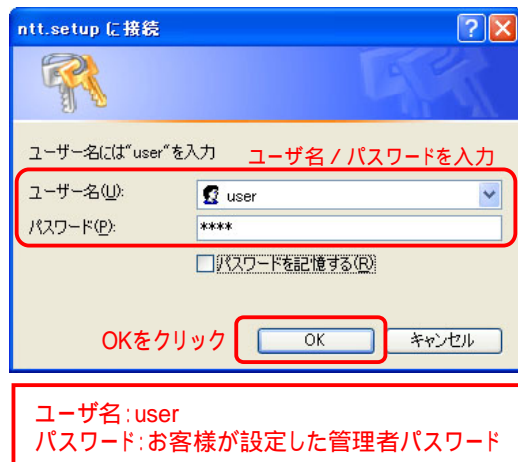 ntt.setup に接続
ユーザー名には"user"を入力
ユーザ名 / パスワードを入力
ユーザー名(U):
user
パスワード(P):
****
パスワードを記憶する(R)
OKをクリック
OK
キャンセル
ユーザ名:user
パスワード:お客様が設定した管理者パスワード